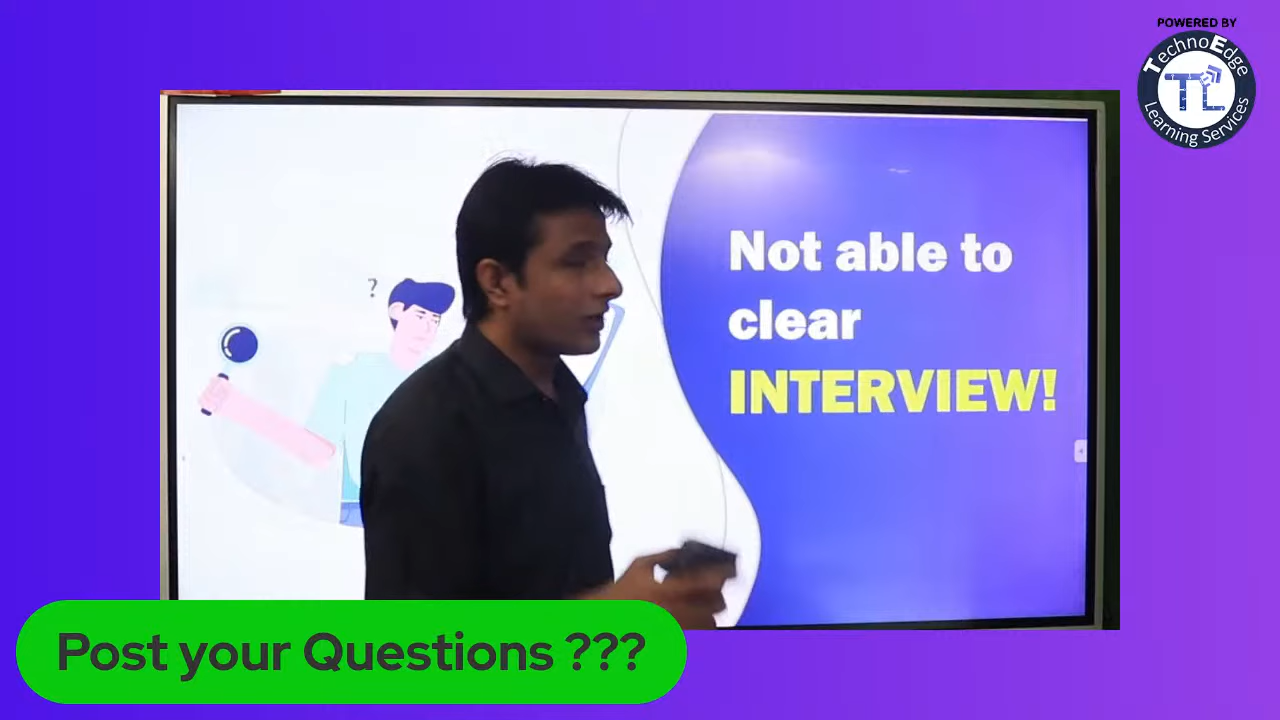 POWERED BY
TechnoEdge
TL
Learning Services
?
Not able to
clear
INTERVIEW!
Post your Questions ???